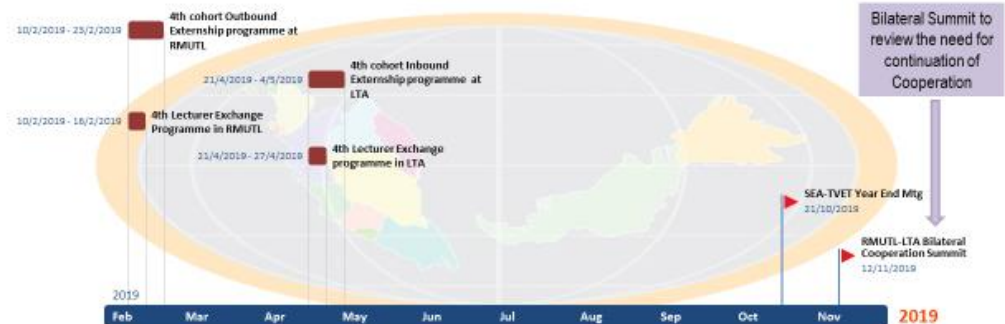 10/2/2019 - 23/2/2019
4th cohort Outbound
Externship programme at
RMUTL
21/4/2019 - 4/5/2019
4th cohort Inbound
Externship programme at
LTA
10/2/2019 - 16/2/2019
4th Lecturer Exchange
Programme in RMUTL
21/4/2019 - 27/4/2019
4th Lecturer Exchange
programme in LTA
Bilateral Summit to
review the need for
continuation of
Cooperation
SEA-TVET Year End Mtg
21/10/2019
RMUTL-LTA Bilateral
Cooperation Summit
12/11/2019
2019
Feb Mar Apr May Jun Jul Aug Sep Oct Nov
2019